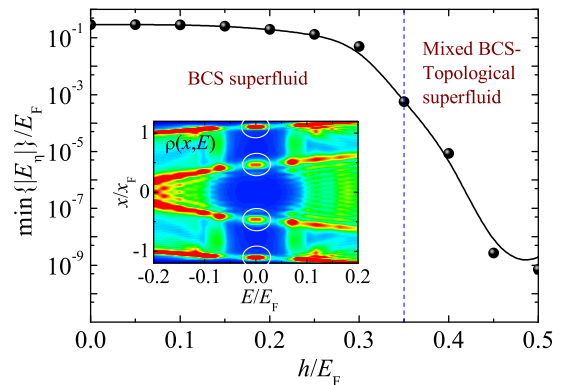 10⁻¹
10⁻³
10⁻⁵
10⁻⁷
10⁻⁹
min{|E_η|}/E_F
BCS superfluid
Mixed BCS-
Topological
superfluid
ρ(x,E)
1
0
-1
x/x_F
-0.2 -0.1 0.0 0.1 0.2
E/E_F
0.0 0.1 0.2 0.3 0.4 0.5
h/E_F